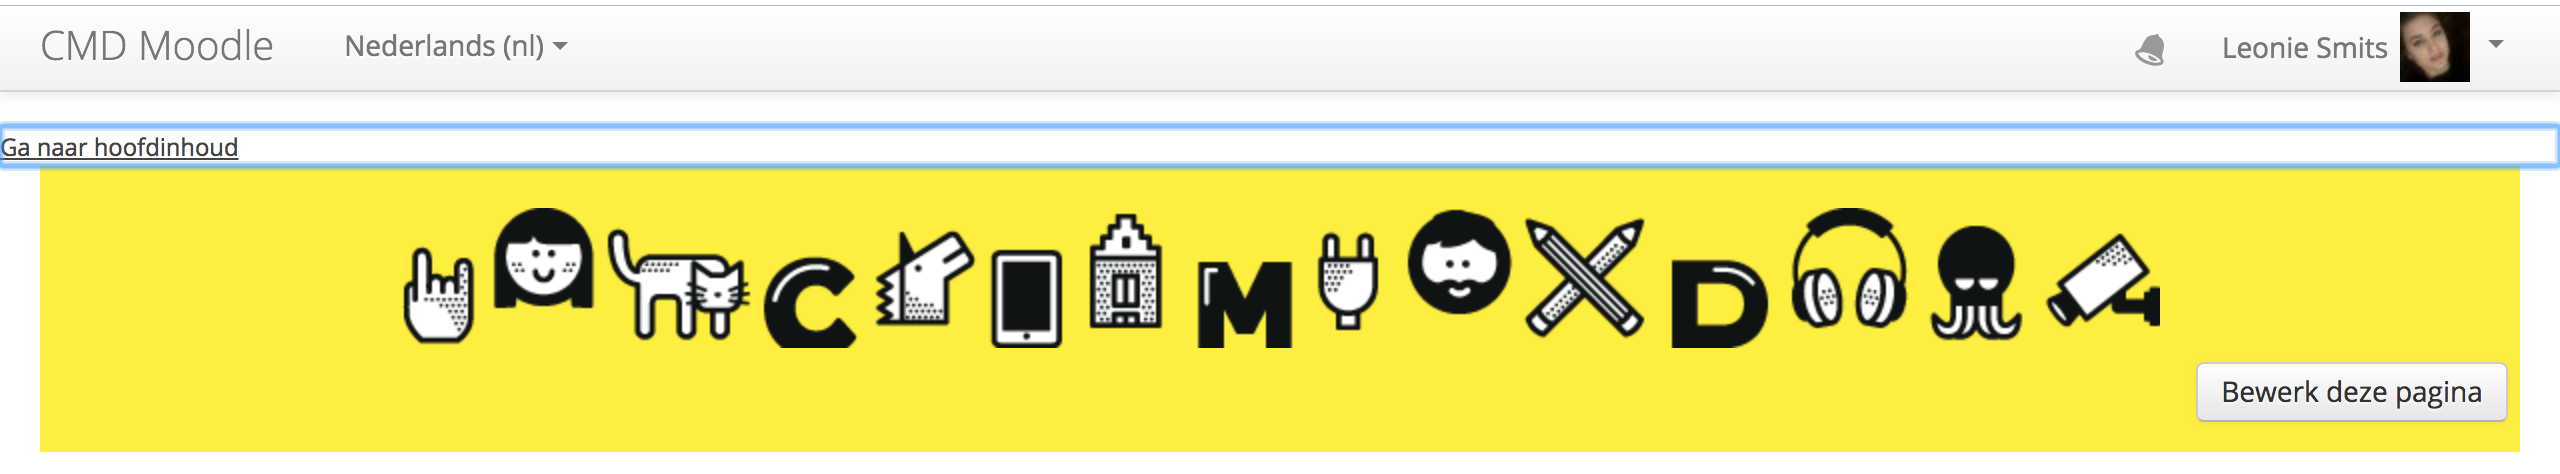 CMD Moodle Nederlands (nl) Leonie Smits
Ga naar hoofdinhoud
C M D
Bewerk deze pagina